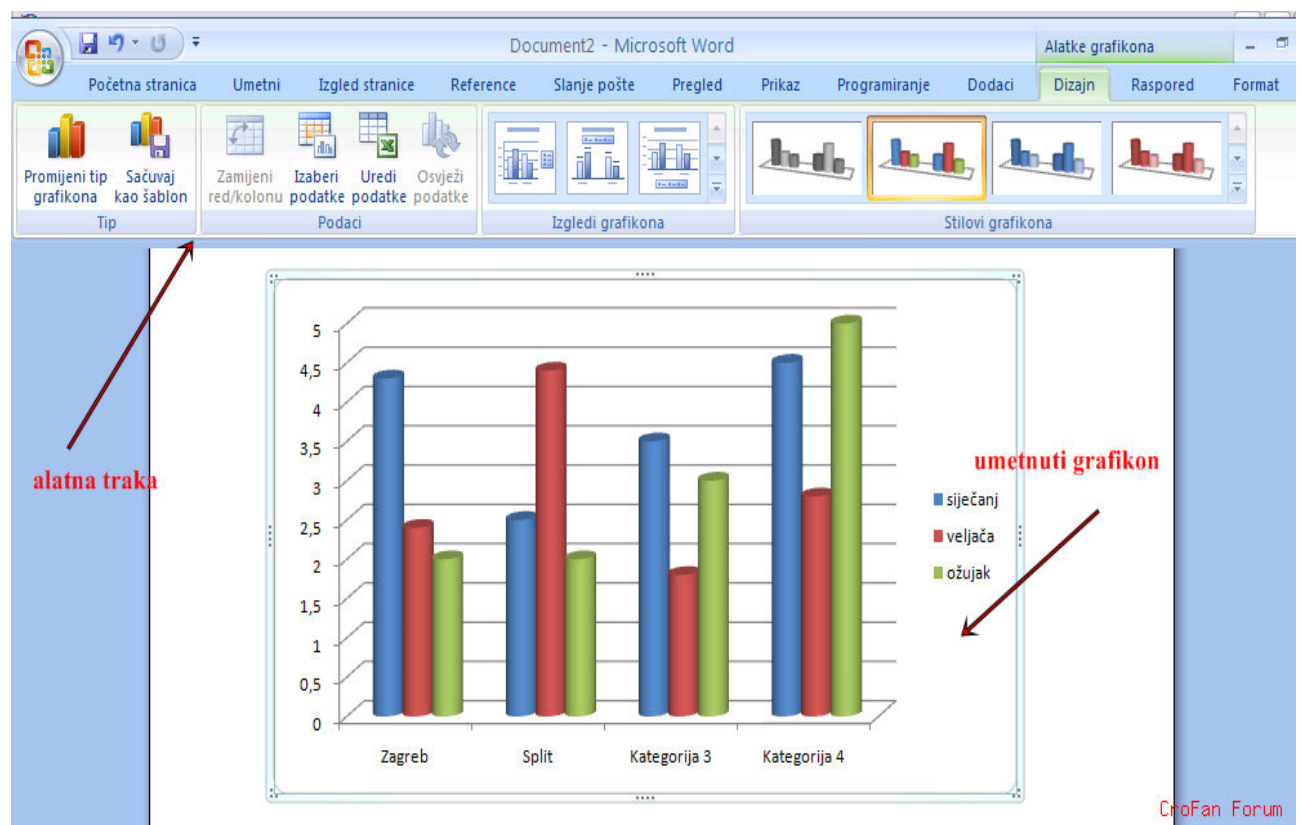 Document2 - Microsoft Word
Alatke grafikona
Početna stranica Umetni Izgled stranice Reference Slanje pošte Pregled Prikaz Programiranje Dodaci Dizajn Raspored Format
Promijeni tip grafikona
Sačuvaj kao šablon
Zamijeni red/kolonu
Izaberi podatke
Uredi podatke
Osvježi podatke
Tip
Podaci
Izgledi grafikona
Stilovi grafikona
alatna traka
umetnuti grafikon
5
4,5
4
3,5
3
2,5
2
1,5
1
0,5
0
Zagreb Split Kategorija 3 Kategorija 4
siječanj
veljača
ožujak
CroFan Forum